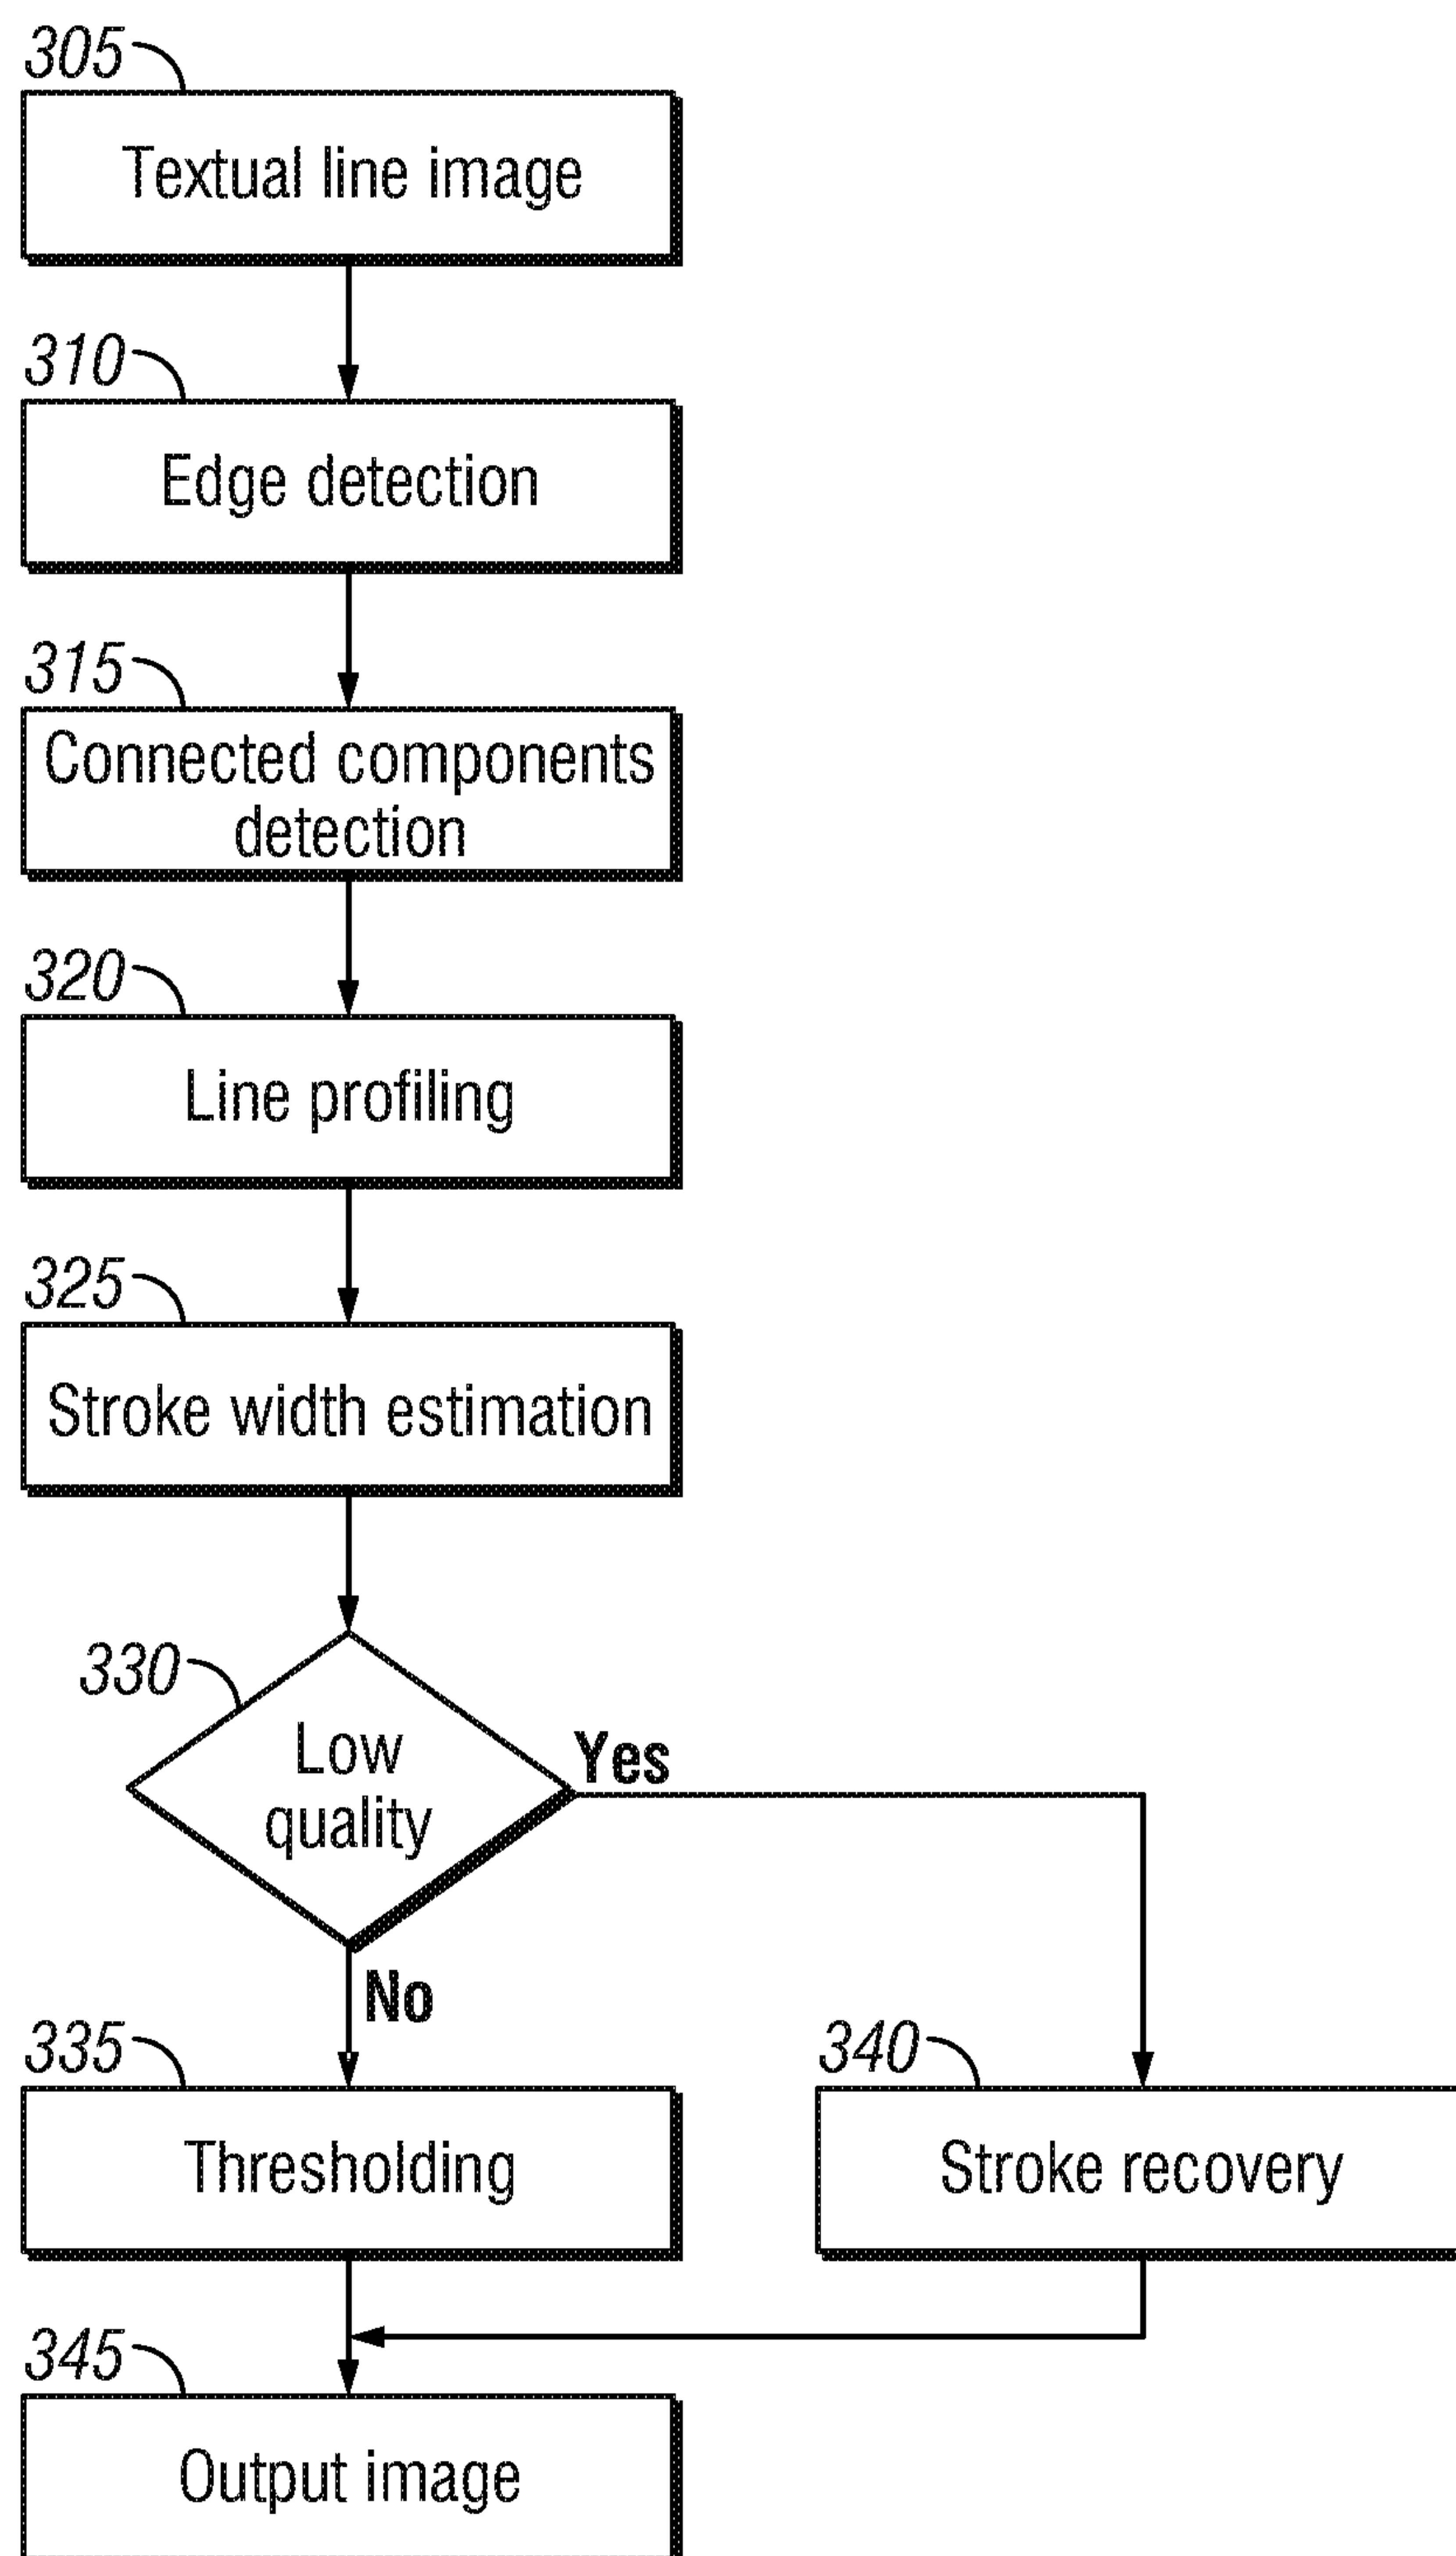 305
Textual line image
310
Edge detection
315
Connected components
detection
320
Line profiling
325
Stroke width estimation
330
Low
quality
Yes
No
335
Thresholding
340
Stroke recovery
345
Output image